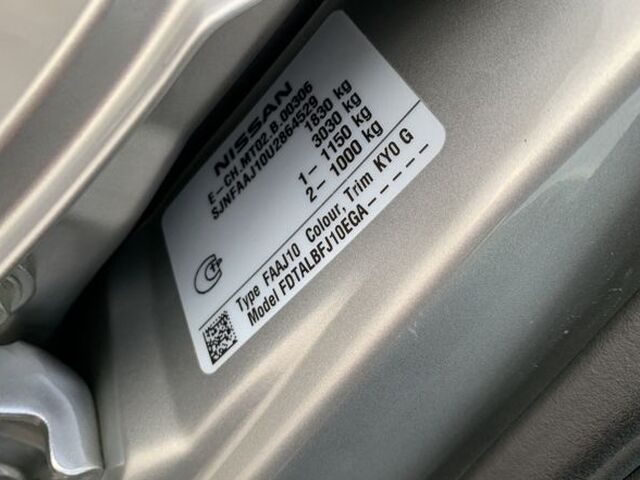 NISSAN
E-CH.MT02.B.00306
SJNFAAJ10U2864529
1830 kg
3030 kg
1- 1150 kg
2- 1000 kg
Type FAAJ10 Colour, Trim KY0 G
Model FDTALBFJ10EGA-----